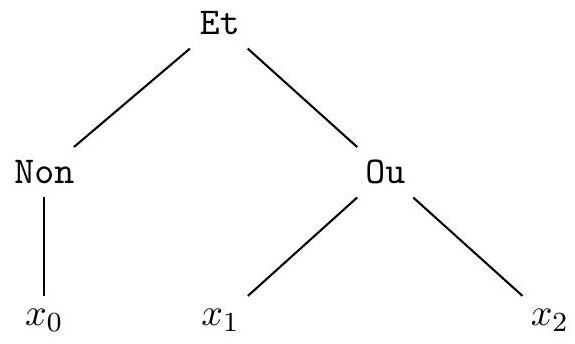 Et
Non Ou
x₀ x₁ x₂